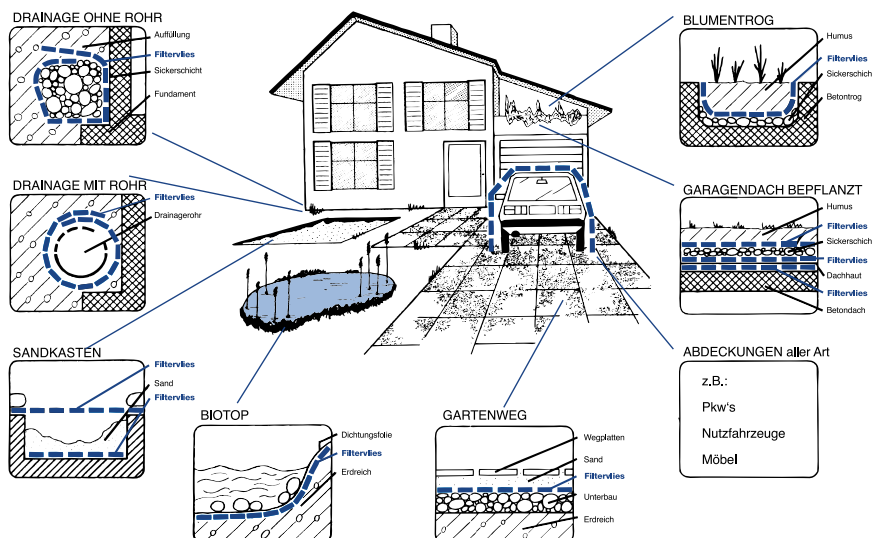 DRAINAGE OHNE ROHR
Auffüllung
Filtervlies
Sickerschicht
Fundament
DRAINAGE MIT ROHR
Filtervlies
Drainagerohr
SANDKASTEN
Filtervlies
Sand
Filtervlies
BIOTOP
Dichtungsfolie
Filtervlies
Erdreich
GARTENWEG
Wegplatten
Sand
Filtervlies
Unterbau
Erdreich
BLUMENTROG
Humus
Filtervlies
Sickerschich
Betontrog
GARAGENDACH BEPFLANZT
Humus
Filtervlies
Sickerschich
Filtervlies
Dachhaut
Filtervlies
Betondach
ABDECKUNGEN aller Art
z.B.:
Pkw's
Nutzfahrzeuge
Möbel